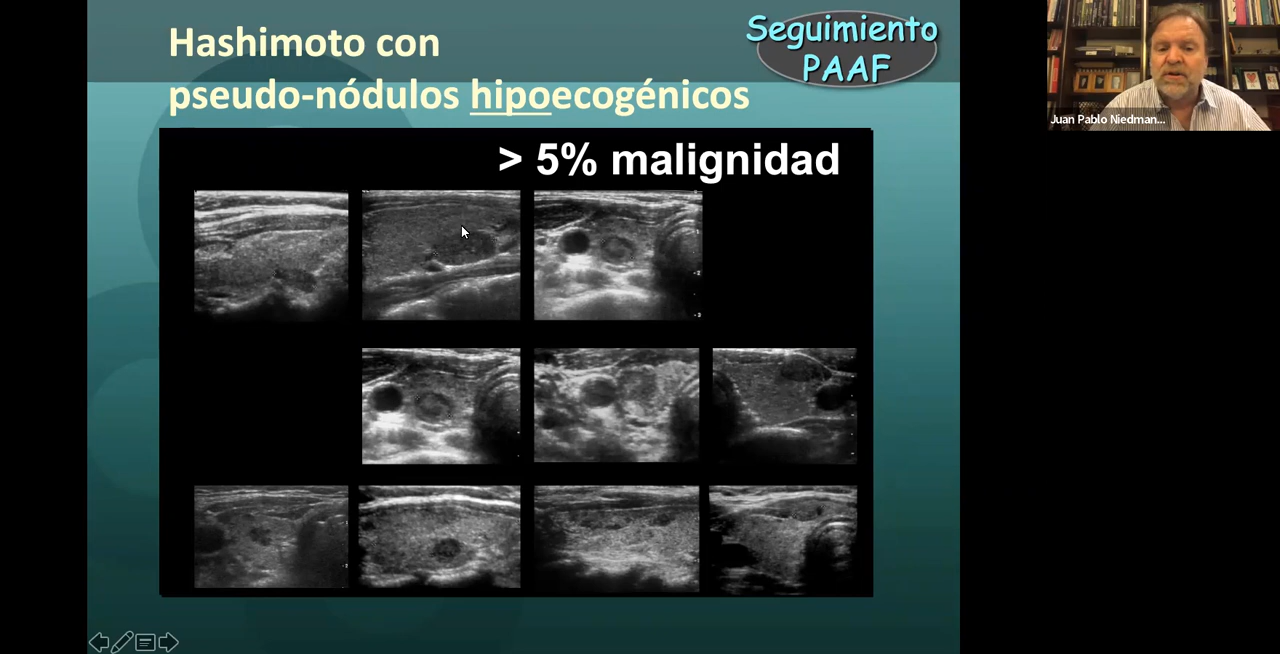 Hashimoto con
pseudo-nódulos hipoecogénicos
Seguimiento
PAAF
> 5% malignidad
Juan Pablo Niedman...